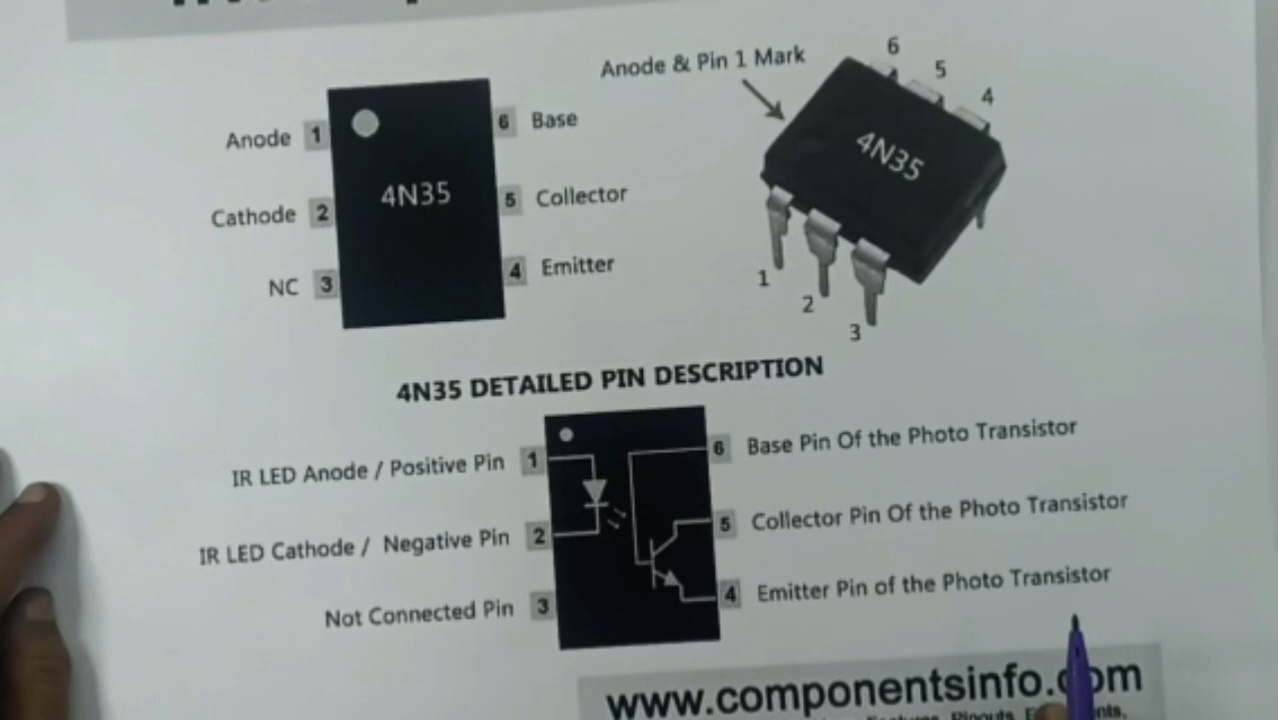 Anode & Pin 1 Mark
6
5
4
4N35
1
2
3
Anode 1
Cathode 2
NC 3
4N35
6 Base
5 Collector
4 Emitter
4N35 DETAILED PIN DESCRIPTION
IR LED Anode / Positive Pin 1
IR LED Cathode / Negative Pin 2
Not Connected Pin 3
6 Base Pin Of the Photo Transistor
5 Collector Pin Of the Photo Transistor
4 Emitter Pin of the Photo Transistor
www.componentsinfo.com
Pinouts,